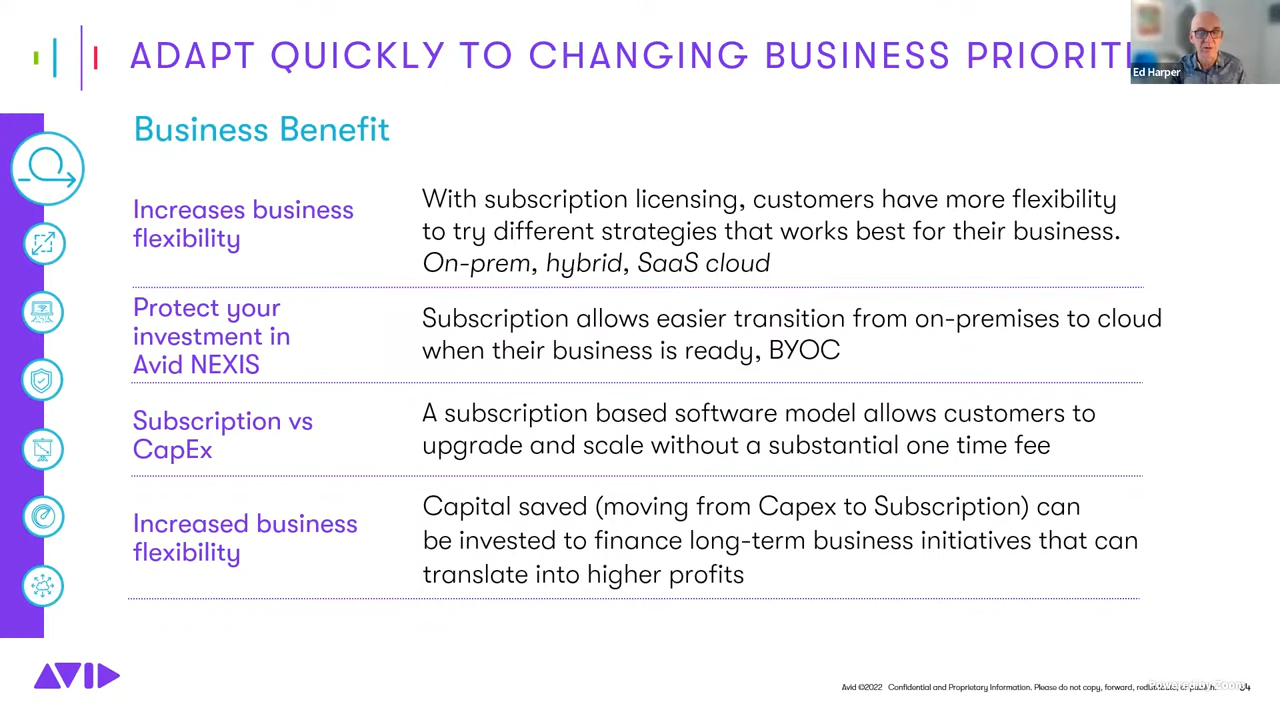 ADAPT QUICKLY TO CHANGING BUSINESS PRIORITI
Ed Harper
Business Benefit
Increases business
flexibility
With subscription licensing, customers have more flexibility
to try different strategies that works best for their business.
On-prem, hybrid, SaaS cloud
Protect your
investment in
Avid NEXIS
Subscription allows easier transition from on-premises to cloud
when their business is ready, BYOC
Subscription vs
CapEx
A subscription based software model allows customers to
upgrade and scale without a substantial one time fee
Increased business
flexibility
Capital saved (moving from Capex to Subscription) can
be invested to finance long-term business initiatives that can
translate into higher profits
AVID
Avid ©2022 Confidential and Proprietary Information. Please do not copy, forward,
Powered by Zoom